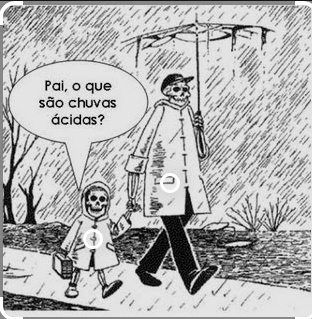 Pai, o que
são chuvas
ácidas?